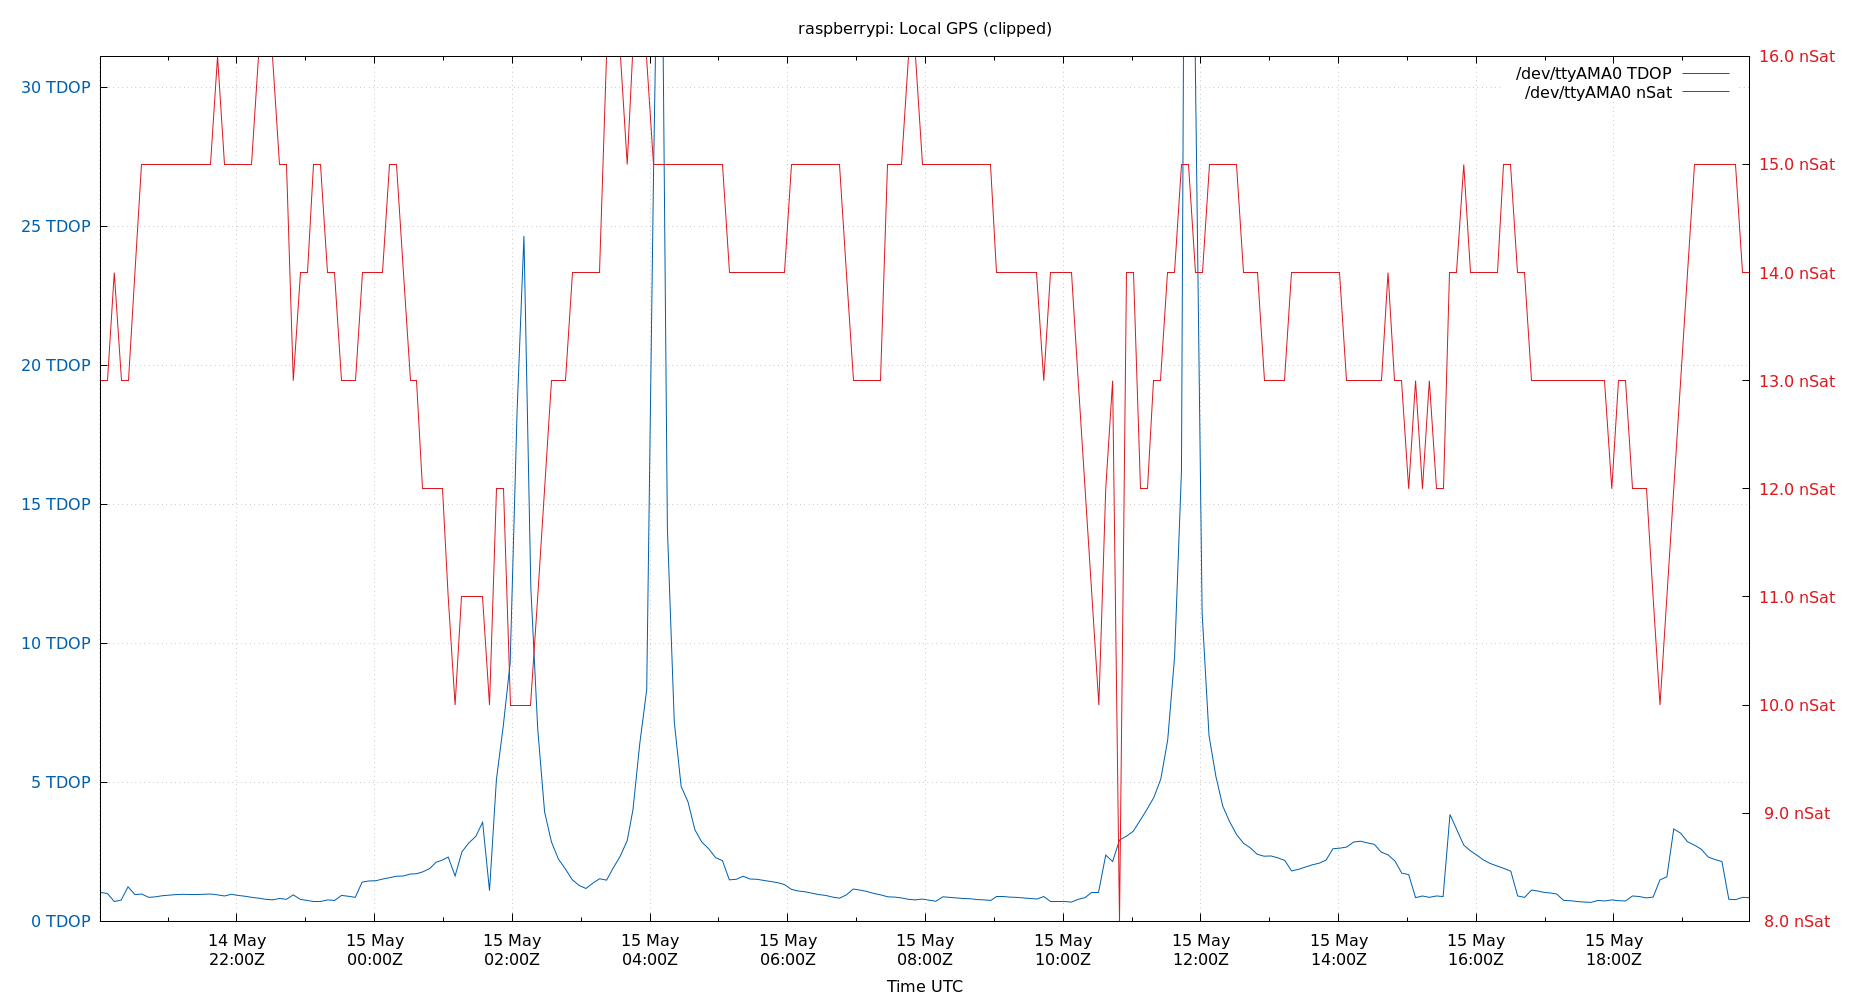 raspberrypi: Local GPS (clipped)
/dev/ttyAMA0 TDOP
/dev/ttyAMA0 nSat
30 TDOP
25 TDOP
20 TDOP
15 TDOP
10 TDOP
5 TDOP
0 TDOP
16.0 nSat
15.0 nSat
14.0 nSat
13.0 nSat
12.0 nSat
11.0 nSat
10.0 nSat
9.0 nSat
8.0 nSat
14 May
22:00Z
15 May
00:00Z
15 May
02:00Z
15 May
04:00Z
15 May
06:00Z
15 May
08:00Z
15 May
10:00Z
15 May
12:00Z
15 May
14:00Z
15 May
16:00Z
15 May
18:00Z
Time UTC